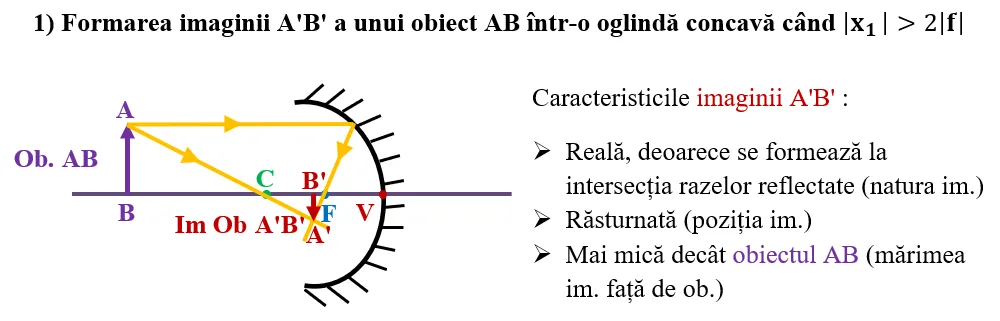 1) Formarea imaginii A'B' a unui obiect AB într-o oglindă concavă când |x₁| > 2|f|
A
Ob. AB
B
C
B'
Im Ob A'B'
A'
F
V
Caracteristicile imaginii A'B' :
➢ Reală, deoarece se formează la
intersecția razelor reflectate (natura im.)
➢ Răsturnată (poziția im.)
➢ Mai mică decât obiectul AB (mărimea
im. față de ob.)